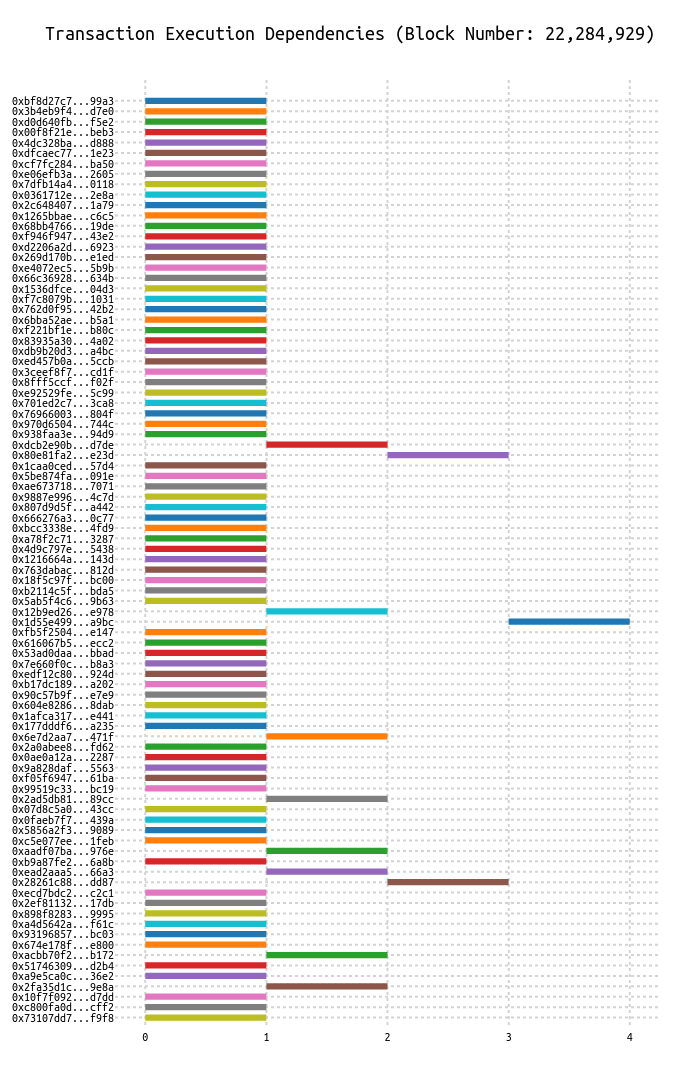 Transaction Execution Dependencies (Block Number: 22,284,929)
0xbf8d27c7...99a3
0x3b4eb9f4...d7e0
0xd0d640fb...f5e2
0x00f8f21e...beb3
0x4dc328ba...d888
0xdfcaec77...1e23
0xcf7fc284...ba50
0xe06efb3a...2605
0x7dfb14a4...0118
0x0361712e...2e8a
0x2c648407...1a79
0x1265bbae...c6c5
0x68bb4766...19de
0xf946f947...43e2
0xd2206a2d...6923
0x269d170b...e1ed
0xe4072ec5...5b9b
0x66c36928...634b
0x1536dfce...04d3
0xf7c8079b...1031
0x762d0f95...42b2
0x6bba52ae...b5a1
0xf221bf1e...b80c
0x83935a30...4a02
0xdb9b20d3...a4bc
0xed457b0a...5ccb
0x3ceef8f7...cd1f
0x8fff5ccf...f02f
0xe92529fe...5c99
0x701ed2c7...3ca8
0x76966003...804f
0x970d6504...744c
0x938faa3e...94d9
0xdcb2e90b...d7de
0x80e81fa2...e23d
0x1caa0ced...57d4
0x5be874fa...091e
0xae673718...7071
0x9887e996...4c7d
0x807d9d5f...a442
0x666276a3...0c77
0xbcc3338e...4fd9
0xa78f2c71...3287
0x4d9c797e...5438
0x1216664a...143d
0x763dabac...812d
0x18f5c97f...bc00
0xb2114c5f...bda5
0x5ab5f4c6...9b63
0x12b9ed26...e978
0x1d55e499...a9bc
0xfb5f2504...e147
0x616067b5...ecc2
0x53ad0daa...bbad
0x7e660f0c...b8a3
0xedf12c80...924d
0xb17dc189...a202
0x90c57b9f...e7e9
0x604e8286...8dab
0x1afca317...e441
0x177dddf6...a235
0x6e7d2aa7...471f
0x2a0abee8...fd62
0x0ae0a12a...2287
0x9a828daf...5563
0xf05f6947...61ba
0x99519c33...bc19
0x2ad5db81...89cc
0x07d8c5a0...43cc
0x0faeb7f7...439a
0x5856a2f3...9089
0xc5e077ee...1feb
0xaadf07ba...976e
0xb9a87fe2...6a8b
0xead2aaa5...66a3
0x28261c88...dd87
0xecd7bdc2...c2c1
0x2ef81132...17db
0x898f8283...9995
0xa4d5642a...f61c
0x93196857...bc03
0x674e178f...e800
0xacbb70f2...b172
0x51746309...d2b4
0xa9e5ca0c...36e2
0x2fa35d1c...9e8a
0x10f7f092...d7dd
0xc800fa0d...cff2
0x73107dd7...f9f8
0 1 2 3 4